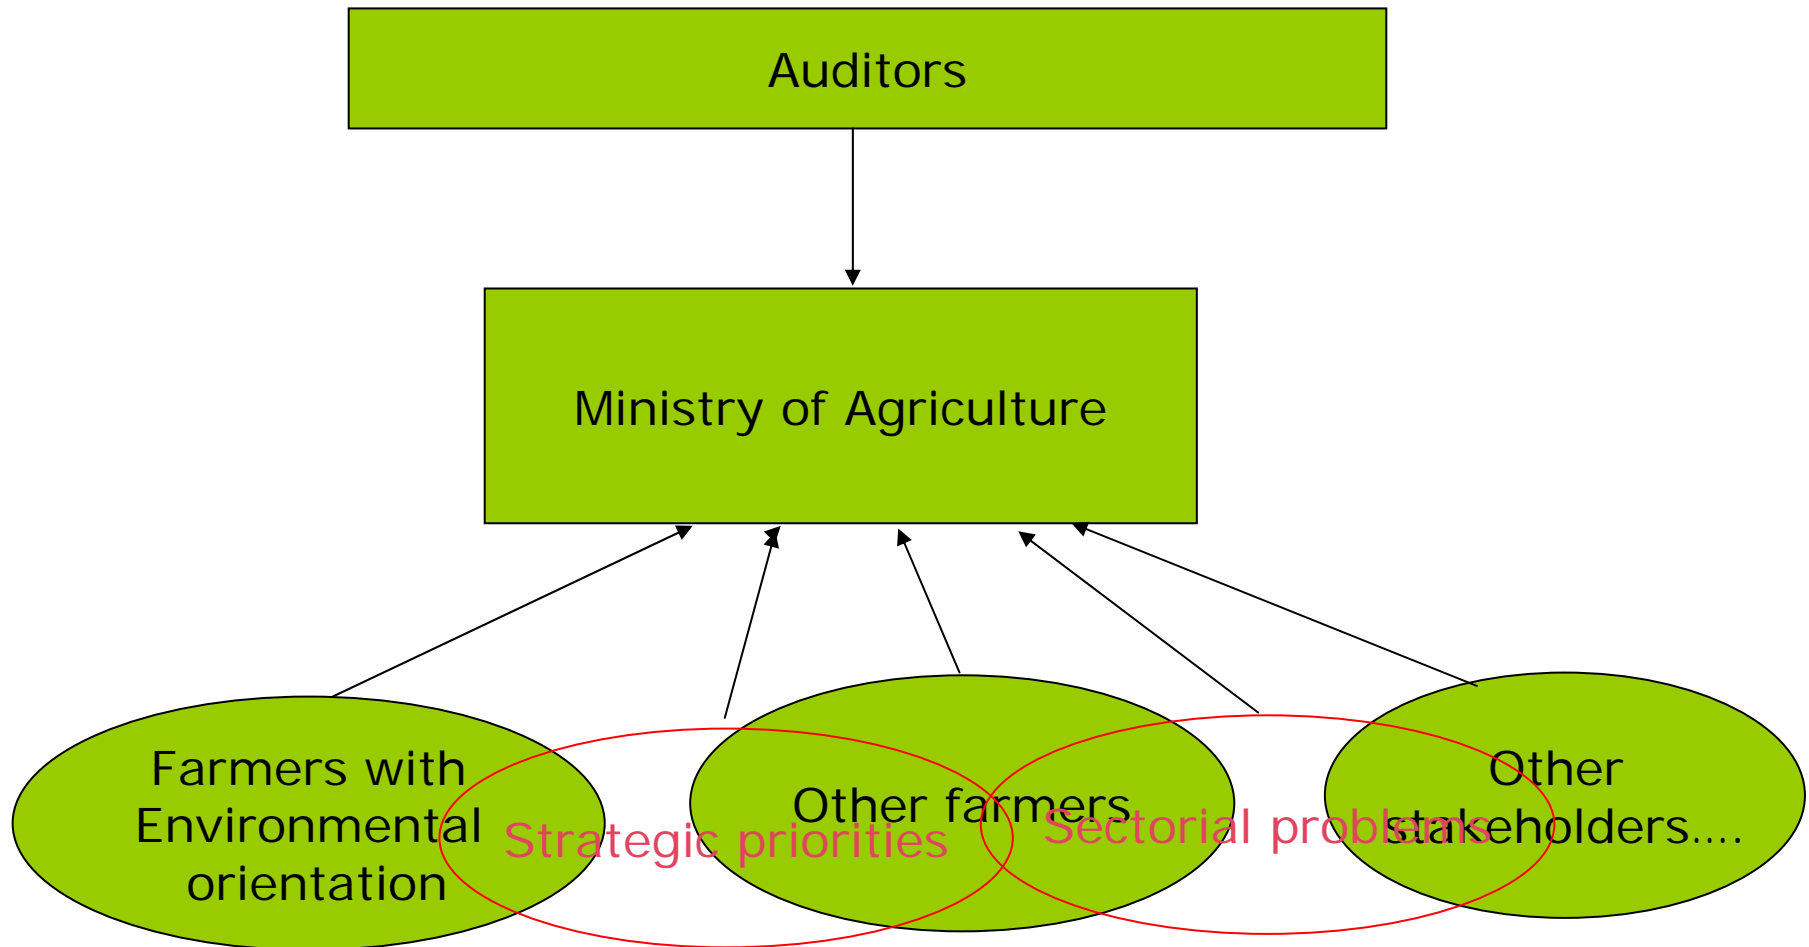 Auditors
Ministry of Agriculture
Farmers with
Environmental
orientation
Strategic priorities
Other farmers
Sectorial problems
Other
stakeholders....